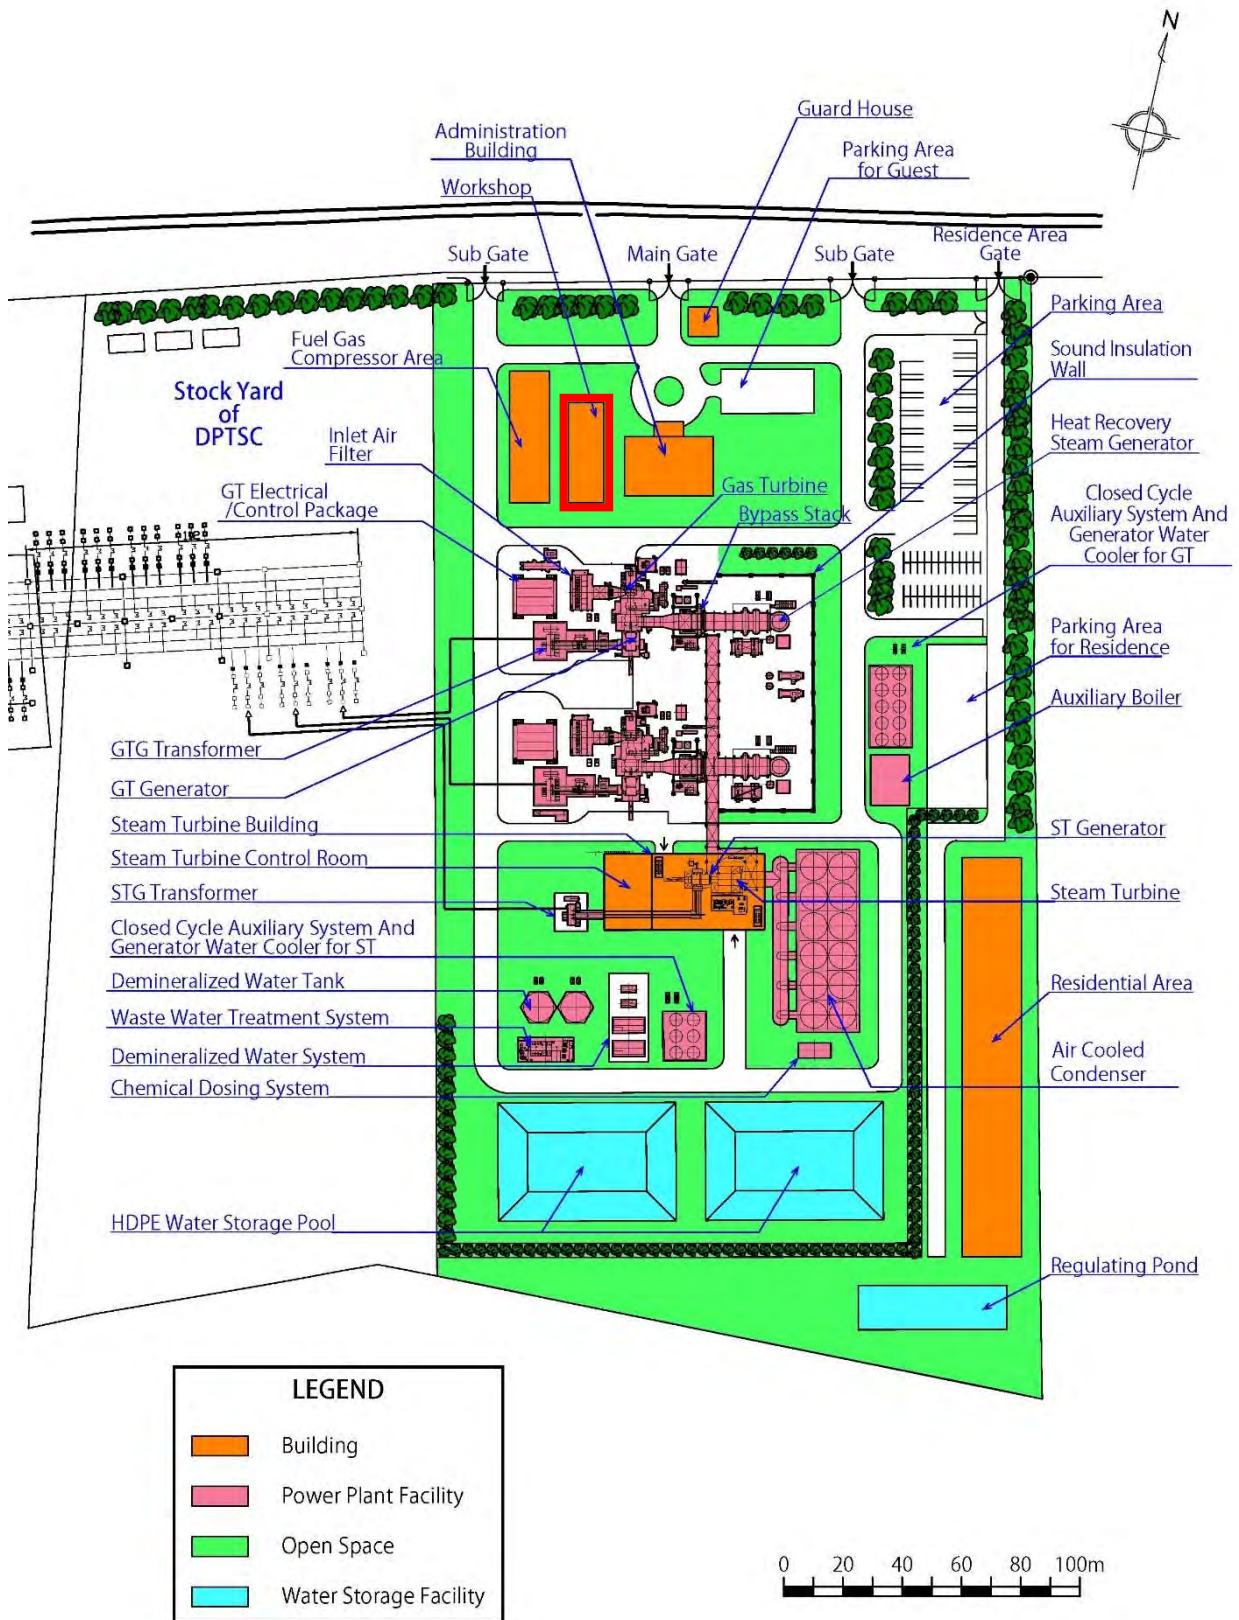 N
Guard House
Administration
Building
Parking Area
for Guest
Workshop
Sub Gate
Main Gate
Sub Gate
Residence Area
Gate
Parking Area
Fuel Gas
Compressor Area
Sound Insulation
Wall
Stock Yard
of
DPTSC
Inlet Air
Filter
Heat Recovery
Steam Generator
GT Electrical
/Control Package
Gas Turbine
Bypass Stack
Closed Cycle
Auxiliary System And
Generator Water
Cooler for GT
Parking Area
for Residence
Auxiliary Boiler
GTG Transformer
GT Generator
Steam Turbine Building
ST Generator
Steam Turbine Control Room
STG Transformer
Steam Turbine
Closed Cycle Auxiliary System And
Generator Water Cooler for ST
Demineralized Water Tank
Residential Area
Waste Water Treatment System
Demineralized Water System
Air Cooled
Condenser
Chemical Dosing System
HDPE Water Storage Pool
Regulating Pond
LEGEND
Building
Power Plant Facility
Open Space
Water Storage Facility
0 20 40 60 80 100m